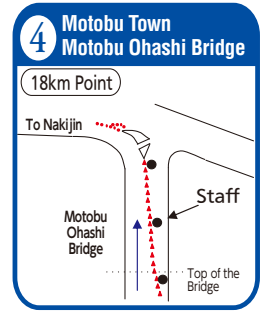 4
Motobu Town
Motobu Ohashi Bridge
18km Point
To Nakijin
Staff
Motobu
Ohashi
Bridge
Top of the
Bridge